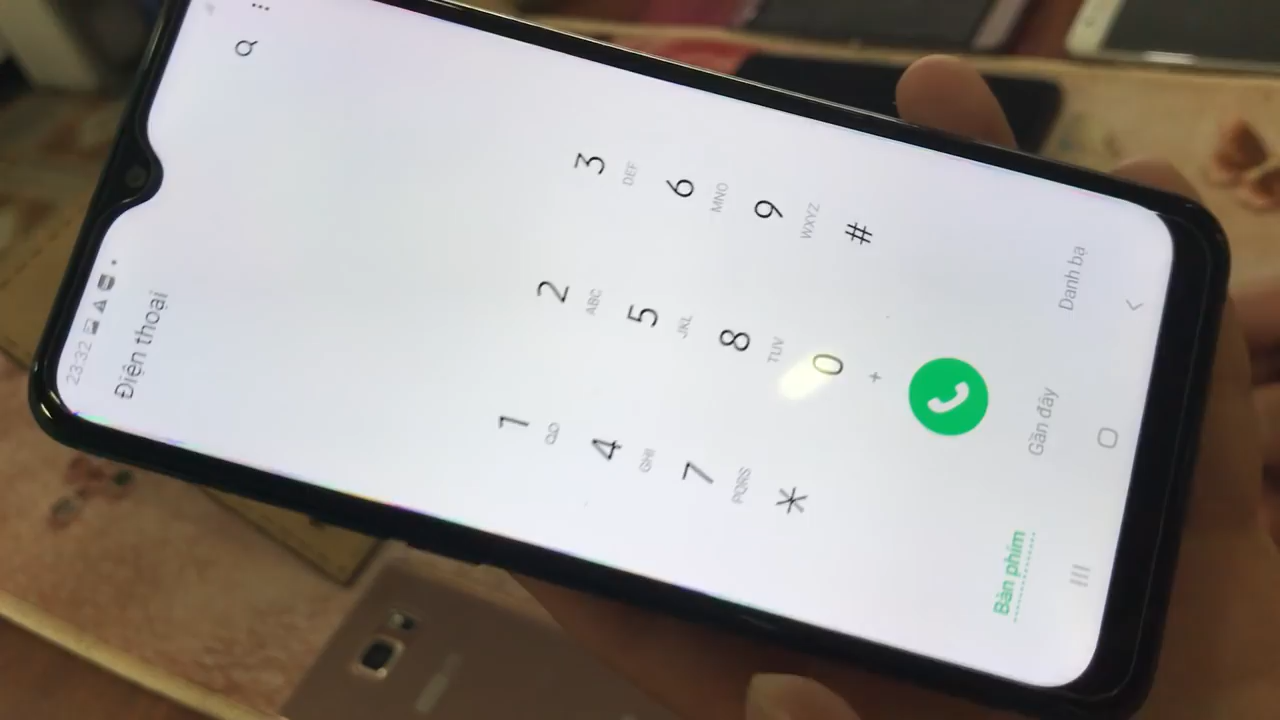 23:32
Điện thoại
1 2 3
ABC DEF
4 5 6
GHI JKL MNO
7 8 9
PQRS TUV WXYZ
* 0 #
+
Bàn phím Gần đây Danh bạ